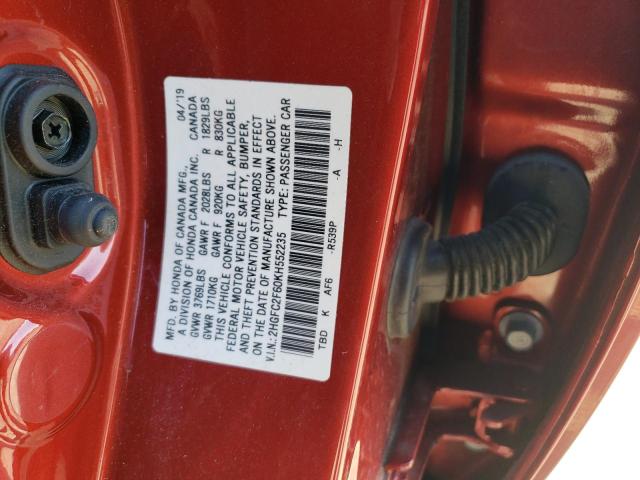 MFD. BY HONDA OF CANADA MFG., 04/'19
A DIVISION OF HONDA CANADA INC. CANADA
GVWR 3769LBS GAWR F 2028LBS R 1829LBS
GVWR 1710KG GAWR F 920KG R 830KG
THIS VEHICLE CONFORMS TO ALL APPLICABLE
FEDERAL MOTOR VEHICLE SAFETY, BUMPER,
AND THEFT PREVENTION STANDARDS IN EFFECT
ON THE DATE OF MANUFACTURE SHOWN ABOVE.
V.I.N.: 2HGFC2F60KH552235 TYPE: PASSENGER CAR
TBD K AF6 -R539P -A -H